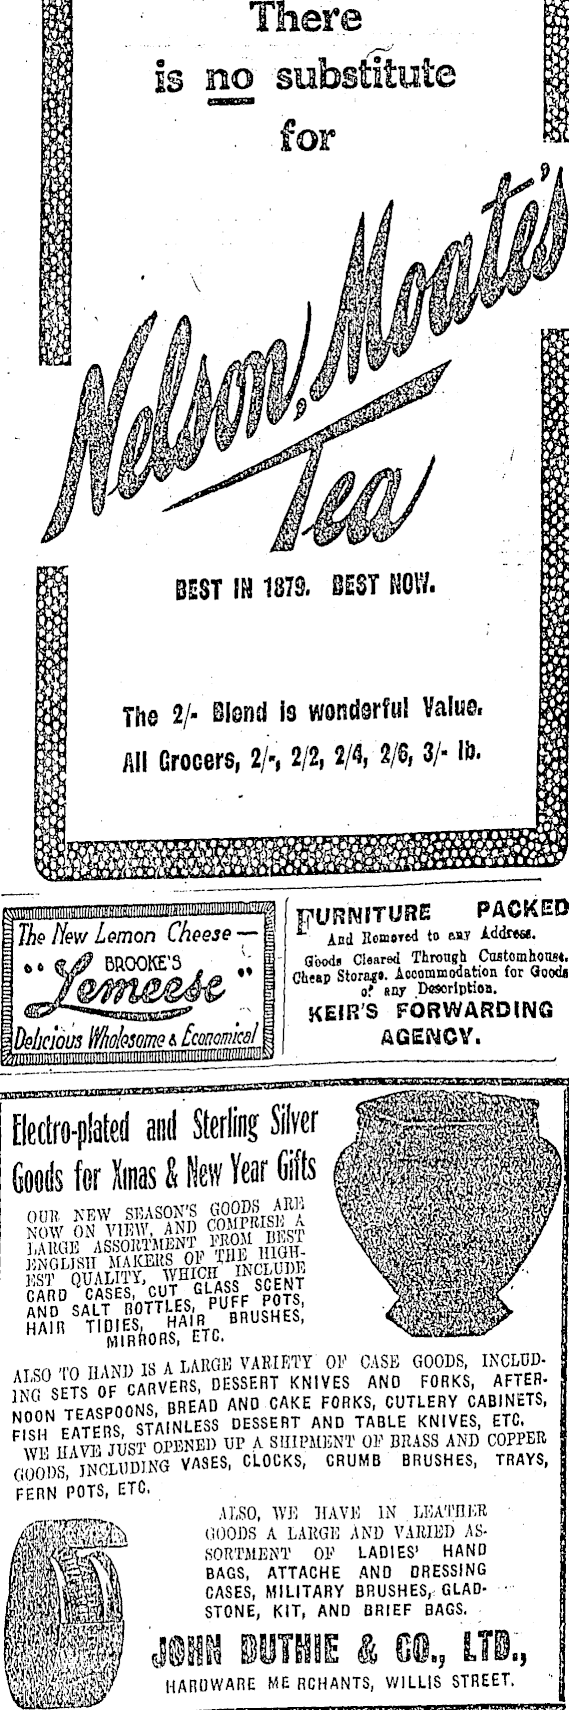 There
is no substitute
for
Nelson, Moate's
Tea
BEST IN 1879. BEST NOW.
The 2/- Blend is wonderful Value.
All Grocers, 2/-, 2/2, 2/4, 2/6, 3/- lb.
The New Lemon Cheese—
BROOKE'S
"Lemeese"
Delicious Wholesome & Economical
FURNITURE PACKED
And Removed to any Address.
Goods Cleared Through Customhouse.
Cheap Storage. Accommodation for Goods
of any Description.
KEIR'S FORWARDING
AGENCY.
Electro-plated and Sterling Silver
Goods for Xmas & New Year Gifts
OUR NEW SEASON'S GOODS ARE
NOW ON VIEW, AND COMPRISE A
LARGE ASSORTMENT FROM BEST
ENGLISH MAKERS OF THE HIGH-
EST QUALITY, WHICH INCLUDE
CARD CASES, CUT GLASS SCENT
AND SALT BOTTLES, PUFF POTS,
HAIR TIDIES, HAIR BRUSHES,
MIRRORS, ETC.
ALSO TO HAND IS A LARGE VARIETY OF CASE GOODS, INCLUD-
ING SETS OF CARVERS, DESSERT KNIVES AND FORKS, AFTER-
NOON TEASPOONS, BREAD AND CAKE FORKS, CUTLERY CABINETS,
FISH EATERS, STAINLESS DESSERT AND TABLE KNIVES, ETC.
WE HAVE JUST OPENED UP A SHIPMENT OF BRASS AND COPPER
GOODS, INCLUDING VASES, CLOCKS, CRUMB BRUSHES, TRAYS,
FERN POTS, ETC.
ALSO, WE HAVE IN LEATHER
GOODS A LARGE AND VARIED AS-
SORTMENT OF LADIES' HAND
BAGS, ATTACHE AND DRESSING
CASES, MILITARY BRUSHES, GLAD-
STONE, KIT, AND BRIEF BAGS.
JOHN DUTHIE & CO., LTD.,
HARDWARE ME RCHANTS, WILLIS STREET.